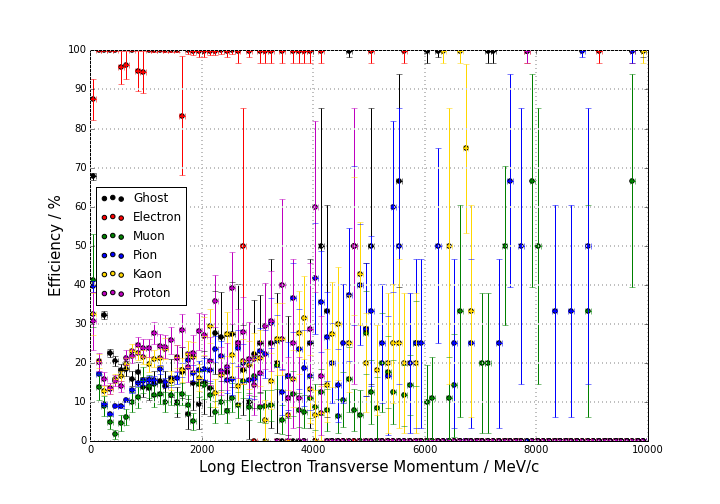 100
90
80
70
60
50
40
30
20
10
0
Efficiency / %
Ghost
Electron
Muon
Pion
Kaon
Proton
0 2000 4000 6000 8000 10000
Long Electron Transverse Momentum / MeV/c